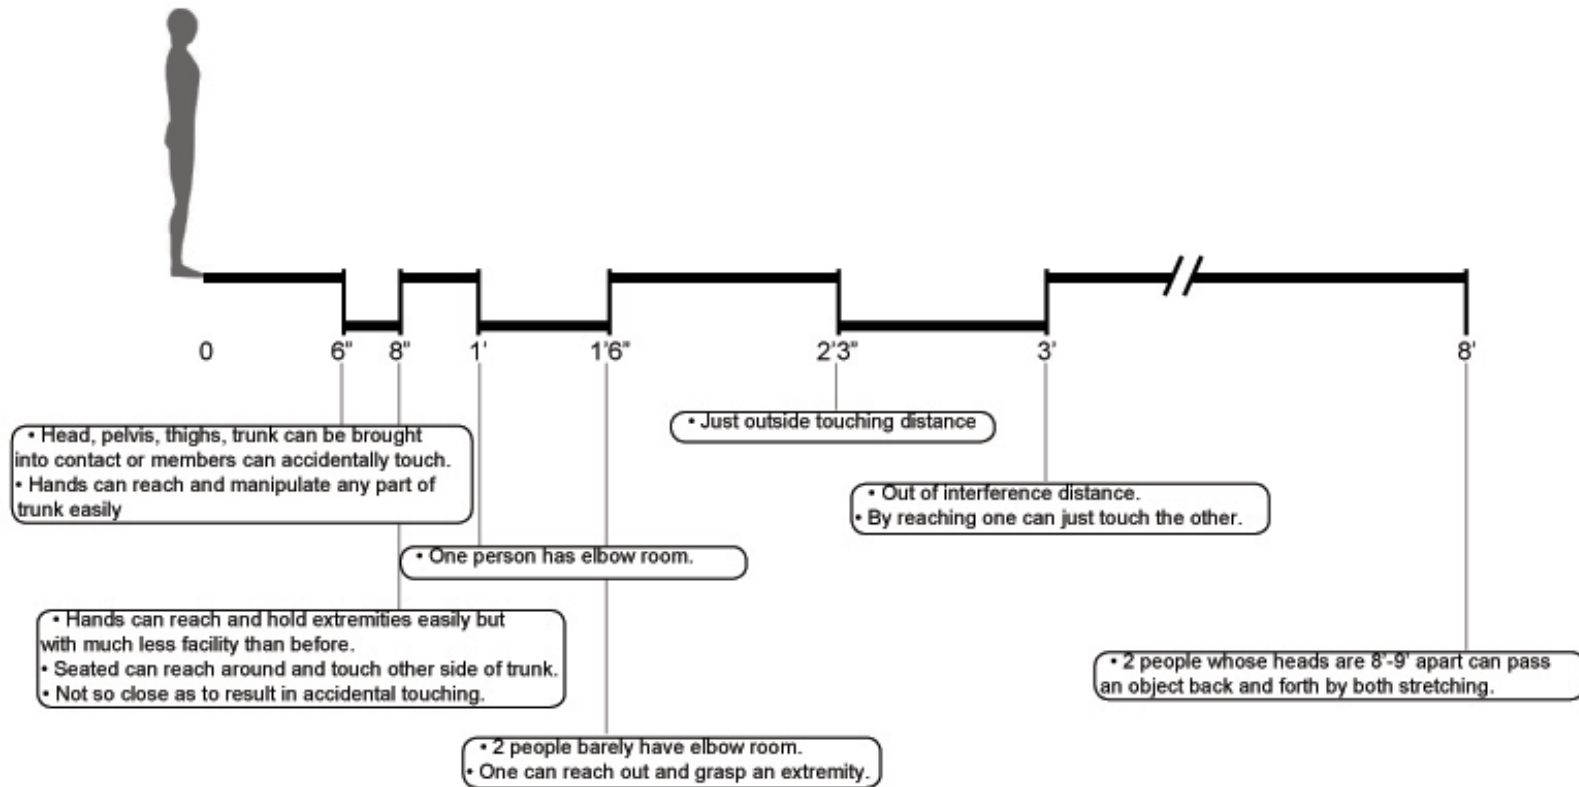 0
6"
8"
1'
1'6"
2'3"
3'
8'
• Head, pelvis, thighs, trunk can be brought
into contact or members can accidentally touch.
• Hands can reach and manipulate any part of
trunk easily
• Just outside touching distance
• Out of interference distance.
• By reaching one can just touch the other.
• One person has elbow room.
• Hands can reach and hold extremities easily but
with much less facility than before.
• Seated can reach around and touch other side of trunk.
• Not so close as to result in accidental touching.
• 2 people whose heads are 8'-9' apart can pass
an object back and forth by both stretching.
• 2 people barely have elbow room.
• One can reach out and grasp an extremity.